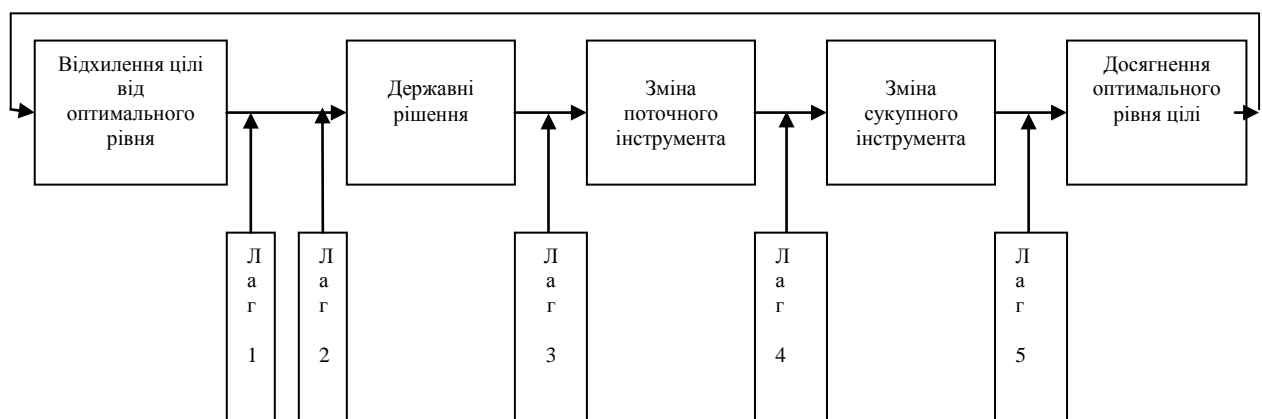 Відхилення цілі
від
оптимального
рівня
Державні
рішення
Зміна
поточного
інструмента
Зміна
сукупного
інструмента
Досягнення
оптимального
рівня цілі
Л
а
г
1
Л
а
г
2
Л
а
г
3
Л
а
г
4
Л
а
г
5